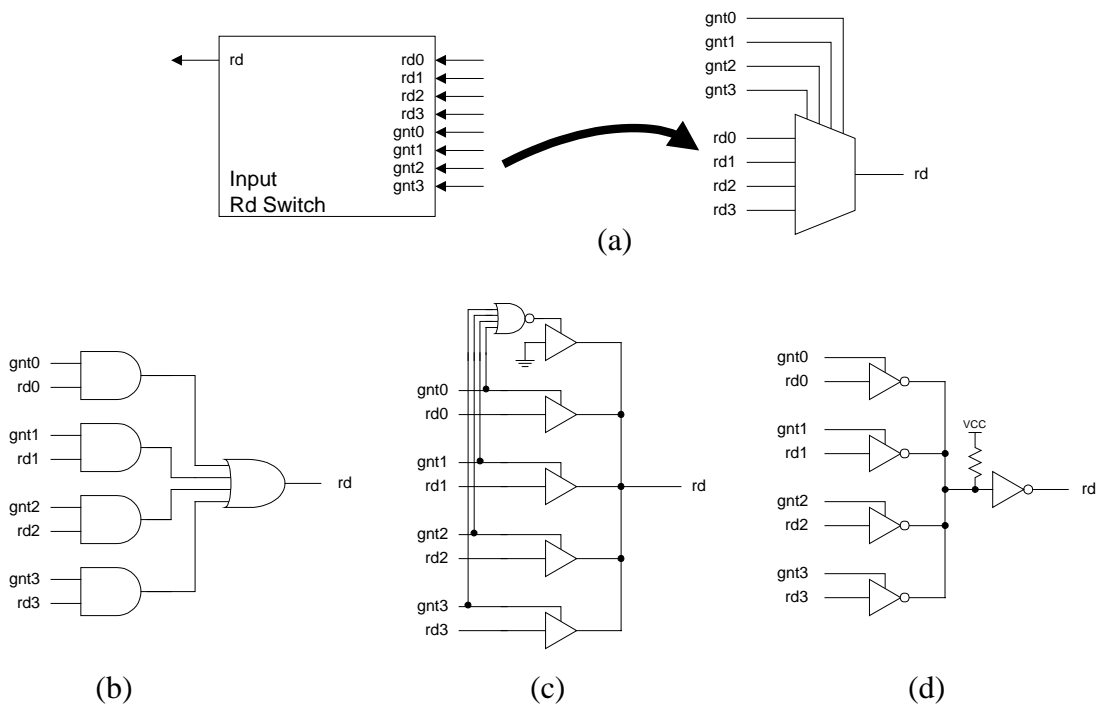 rd
rd0
rd1
rd2
rd3
gnt0
gnt1
gnt2
gnt3
Input
Rd Switch
gnt0
gnt1
gnt2
gnt3
rd0
rd1
rd2
rd3
rd
(a)
gnt0
rd0
gnt1
rd1
gnt2
rd2
gnt3
rd3
rd
(b)
gnt0
rd0
gnt1
rd1
gnt2
rd2
gnt3
rd3
rd
(c)
gnt0
rd0
gnt1
rd1
gnt2
rd2
gnt3
rd3
VCC
rd
(d)